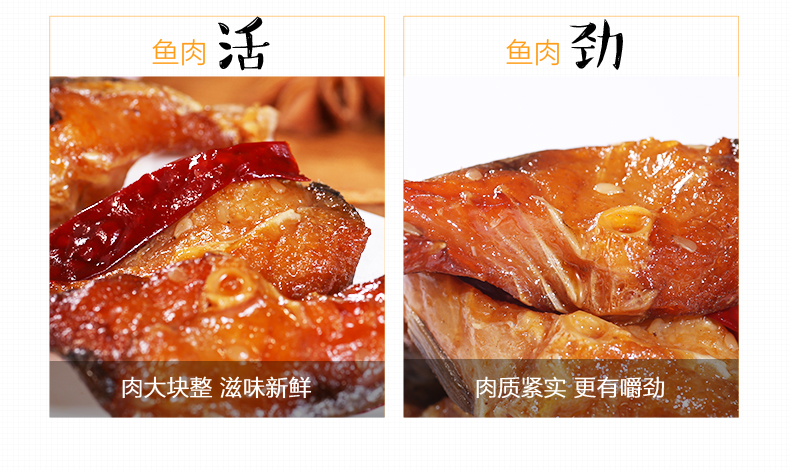 鱼肉 活
肉大块整 滋味新鲜
鱼肉 劲
肉质紧实 更有嚼劲